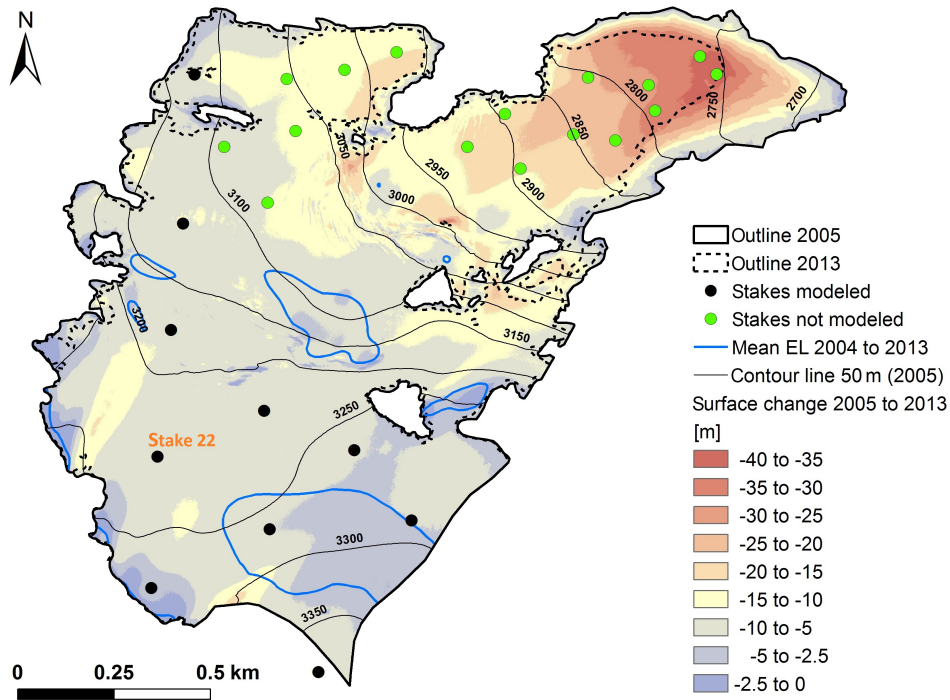 N
3050
2800
2750
2700
2850
2950
2900
3100
3000
3200
3150
3250
Stake 22
3300
3350
0 0.25 0.5 km
Outline 2005
Outline 2013
Stakes modeled
Stakes not modeled
Mean EL 2004 to 2013
Contour line 50 m (2005)
Surface change 2005 to 2013
[m]
-40 to -35
-35 to -30
-30 to -25
-25 to -20
-20 to -15
-15 to -10
-10 to -5
-5 to -2.5
-2.5 to 0